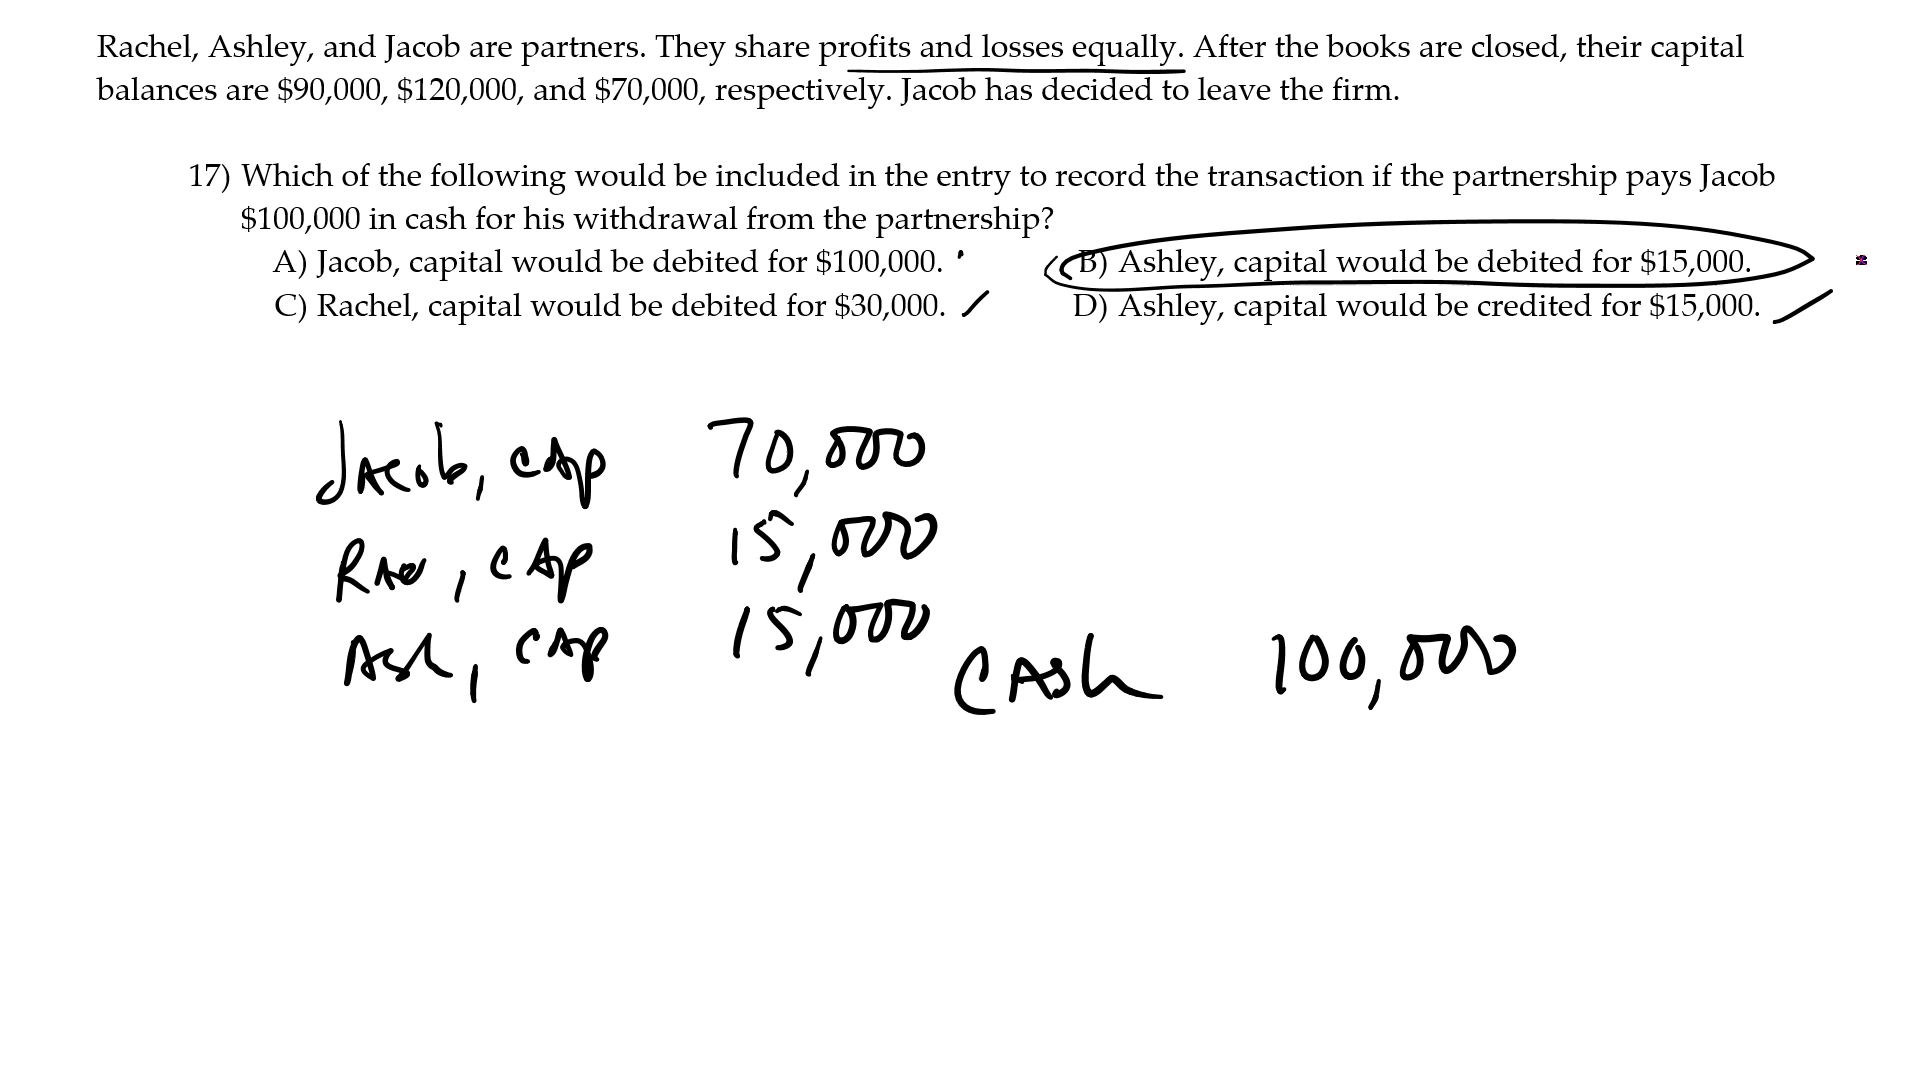 Rachel, Ashley, and Jacob are partners. They share profits and losses equally. After the books are closed, their capital
balances are $90,000, $120,000, and $70,000, respectively. Jacob has decided to leave the firm.
17) Which of the following would be included in the entry to record the transaction if the partnership pays Jacob
$100,000 in cash for his withdrawal from the partnership?
A) Jacob, capital would be debited for $100,000. B) Ashley, capital would be debited for $15,000.
C) Rachel, capital would be debited for $30,000. D) Ashley, capital would be credited for $15,000.
Jacob, cap 70,000
, cap 15,000
Ash, cap 15,000
Cash 100,000